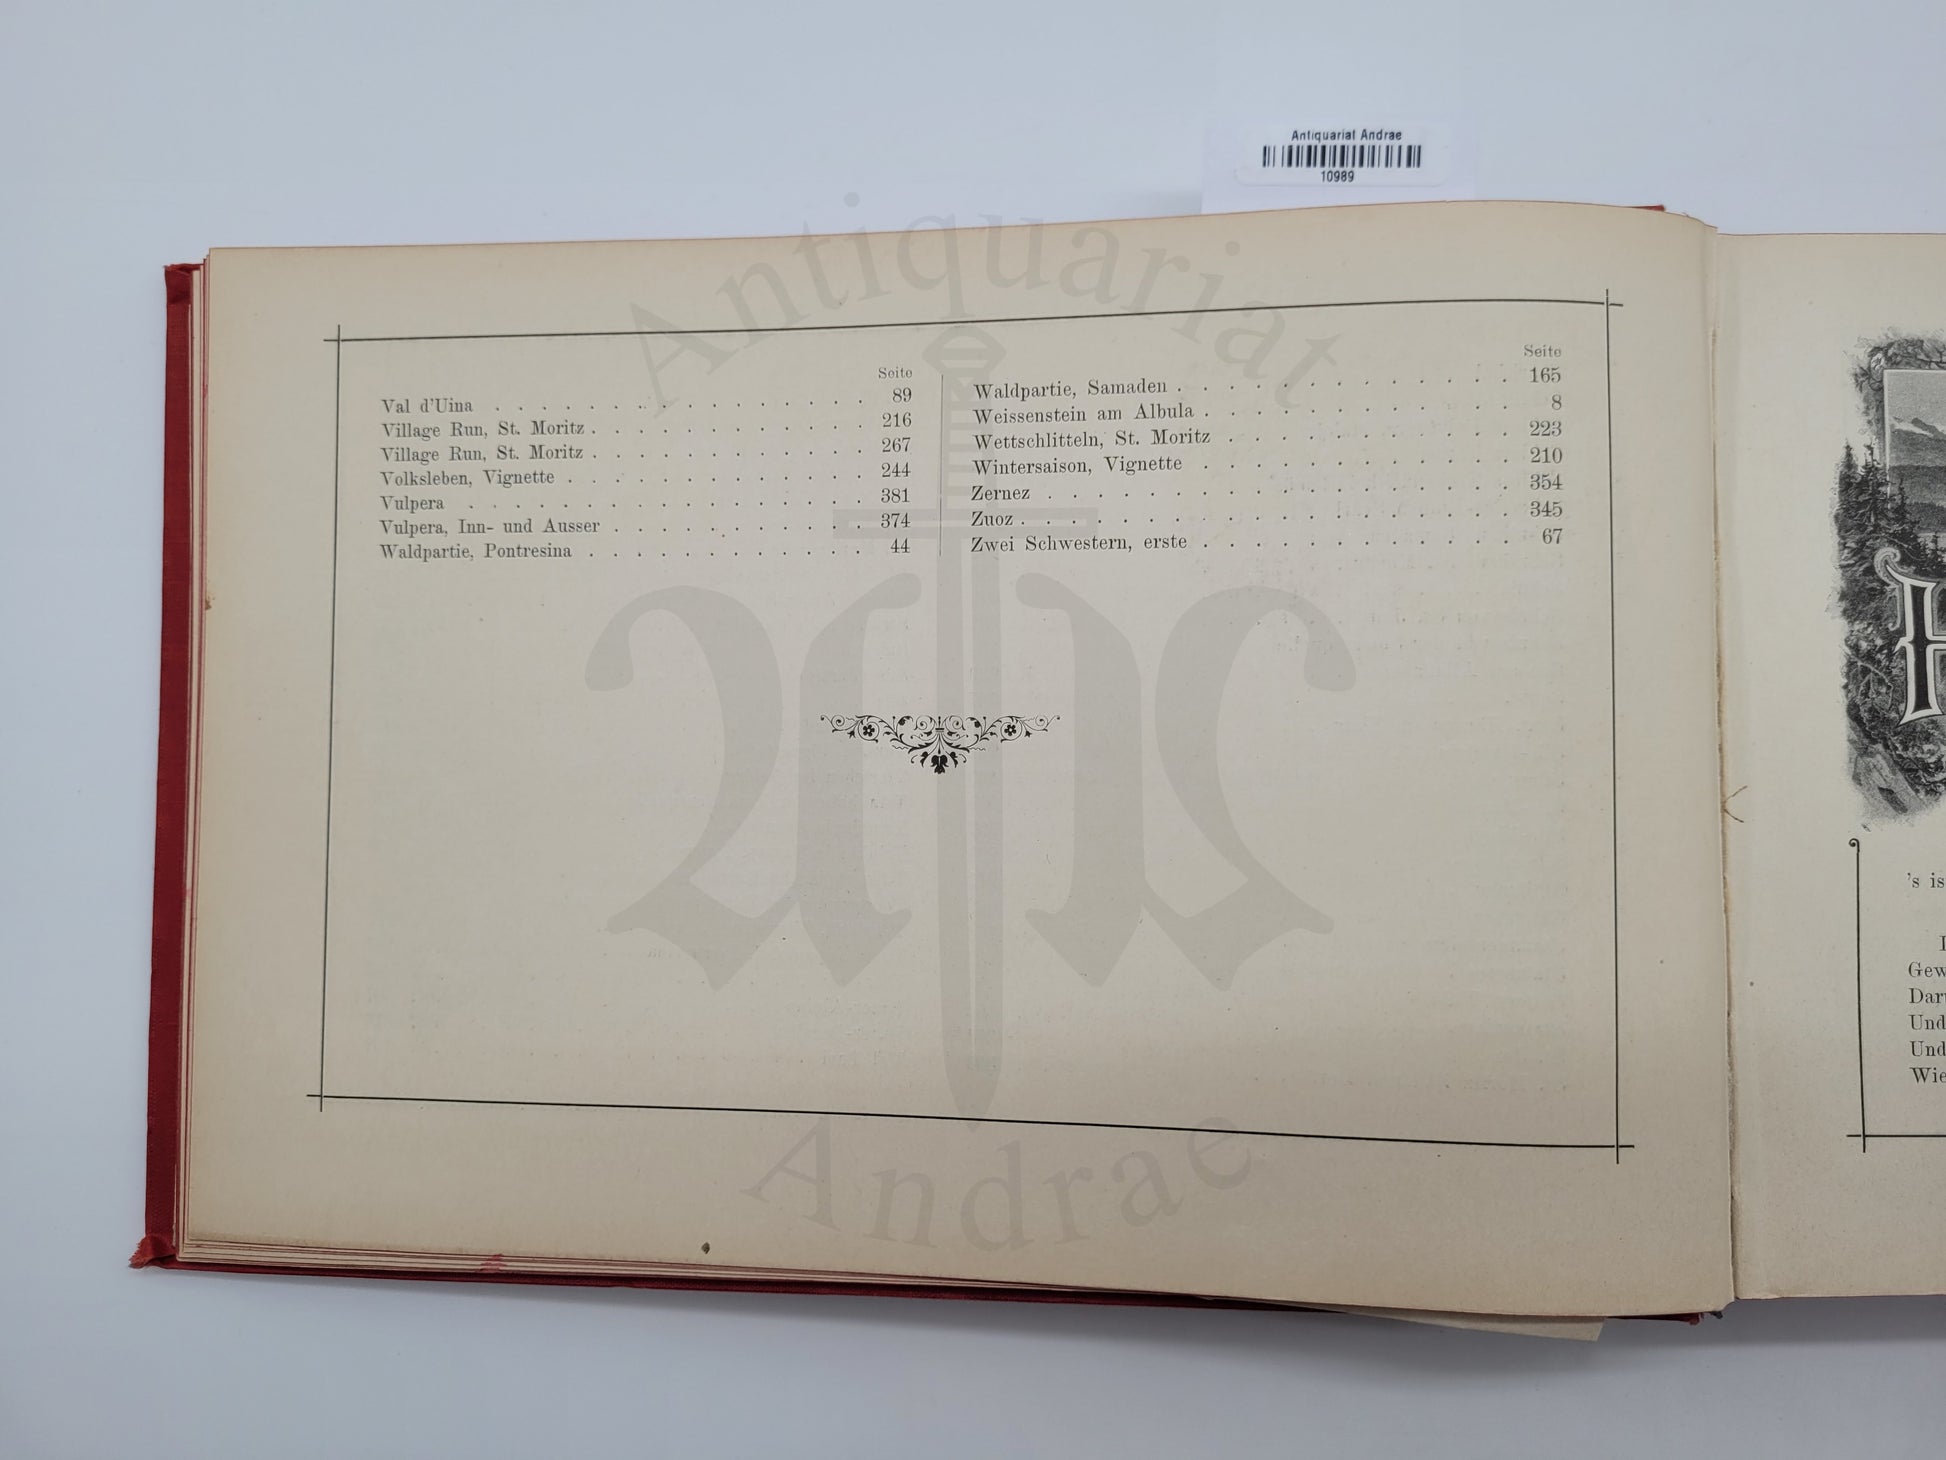 Antiquariat Andrae
10989
Antiquariat
Seite
Val d'Uina . . . . . . . . . . . . . . . . 89
Village Run, St. Moritz . . . . . . . . . . . . 216
Village Run, St. Moritz . . . . . . . . . . . . 267
Volksleben, Vignette . . . . . . . . . . . . . 244
Vulpera . . . . . . . . . . . . . . . . . 381
Vulpera, Inn- und Ausser . . . . . . . . . . . 374
Waldpartie, Pontresina . . . . . . . . . . . . 44
Seite
Waldpartie, Samaden . . . . . . . . . . . . . 165
Weissenstein am Albula . . . . . . . . . . . . 8
Wettschlitteln, St. Moritz . . . . . . . . . . . 223
Wintersaison, Vignette . . . . . . . . . . . . 210
Zernez . . . . . . . . . . . . . . . . . . 354
Zuoz . . . . . . . . . . . . . . . . . . . 345
Zwei Schwestern, erste . . . . . . . . . . . . 67
Andrae
H
's is
Gew
Und
Und
Wie